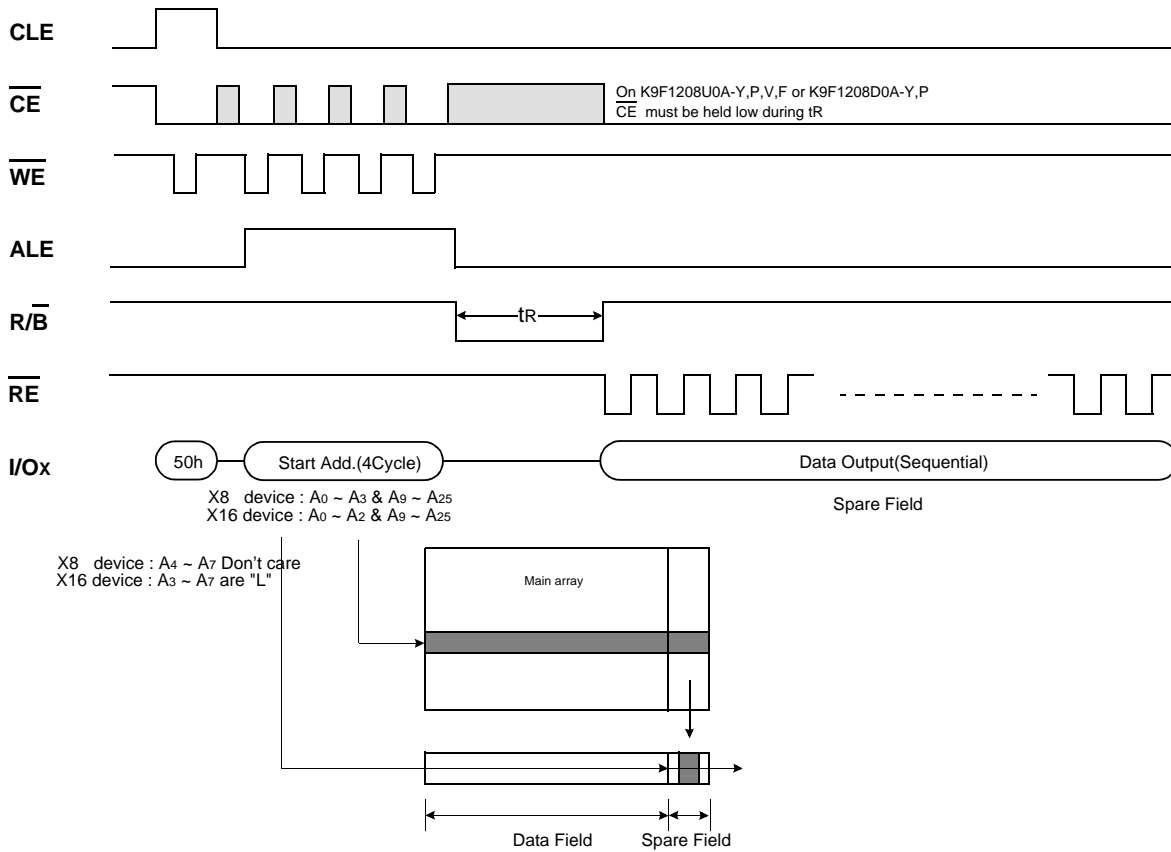 CLE
CE
On K9F1208U0A-Y,P,V,F or K9F1208D0A-Y,P
CE must be held low during tR
WE
ALE
R/B
tR
RE
I/Ox
50h
Start Add.(4Cycle)
Data Output(Sequential)
X8 device : A0 ~ A3 & A9 ~ A25
X16 device : A0 ~ A2 & A9 ~ A25
Spare Field
X8 device : A4 ~ A7 Don't care
X16 device : A3 ~ A7 are "L"
Main array
Data Field
Spare Field